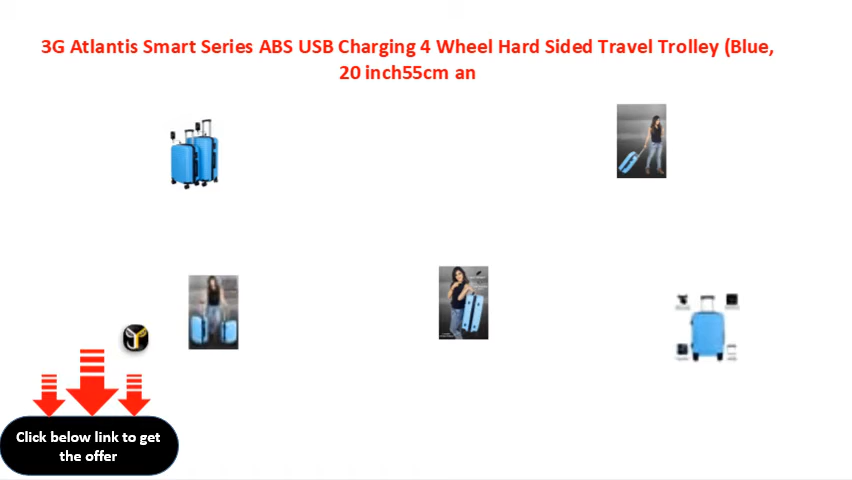 3G Atlantis Smart Series ABS USB Charging 4 Wheel Hard Sided Travel Trolley (Blue,
20 inch55cm an
Click below link to get
the offer